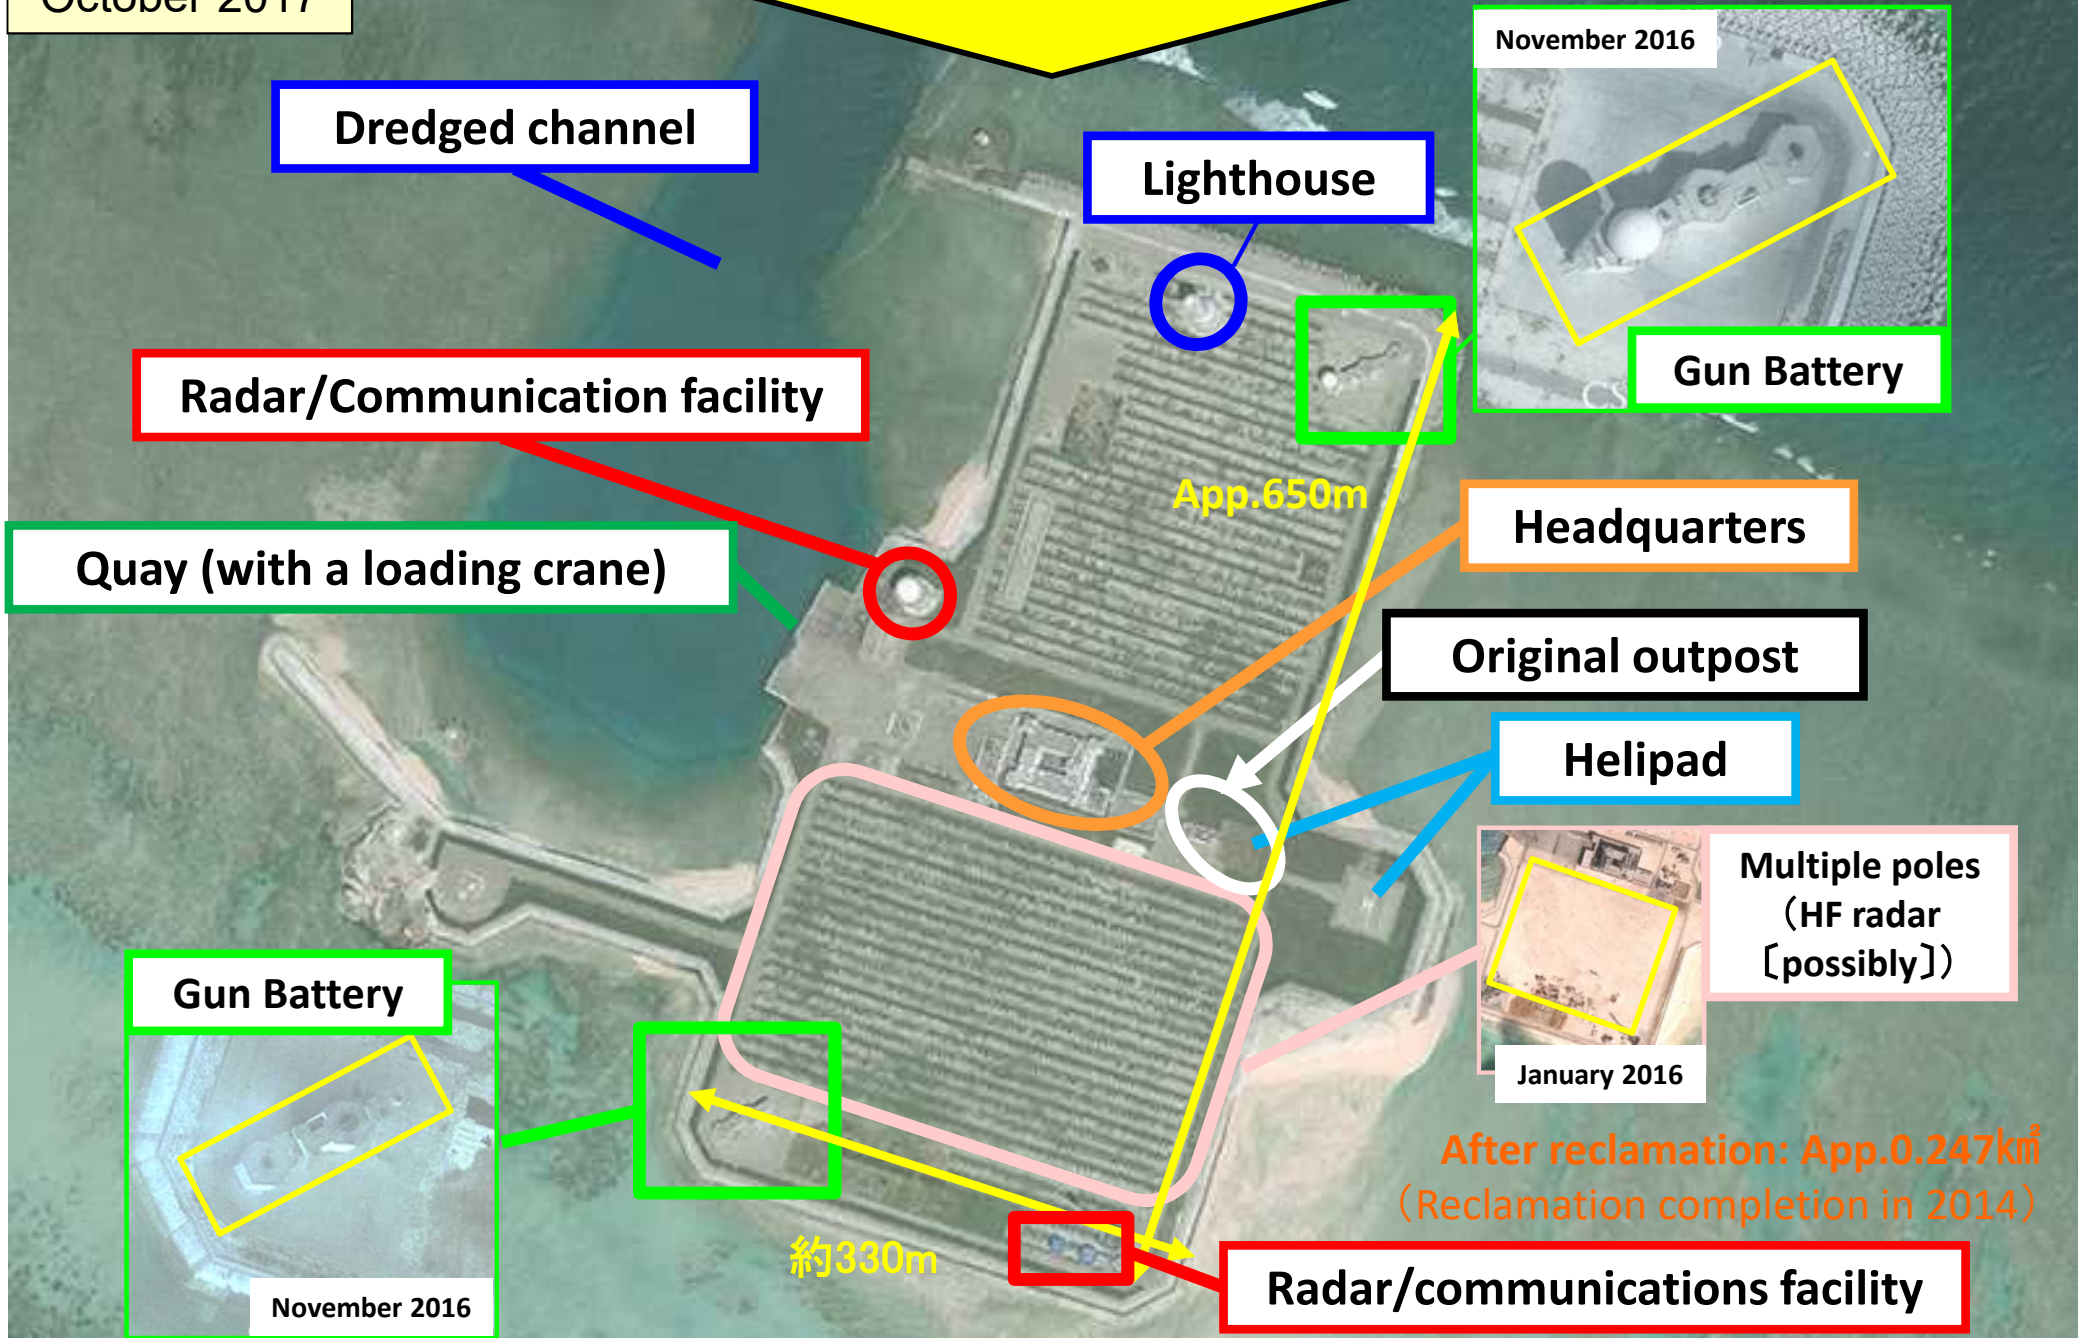 October 2017
November 2016
Dredged channel
Lighthouse
Gun Battery
Radar/Communication facility
App.650m
Headquarters
Quay (with a loading crane)
Original outpost
Helipad
Multiple poles
（HF radar
〔possibly〕）
January 2016
Gun Battery
November 2016
After reclamation: App.0.247㎢
（Reclamation completion in 2014）
約330m
Radar/communications facility